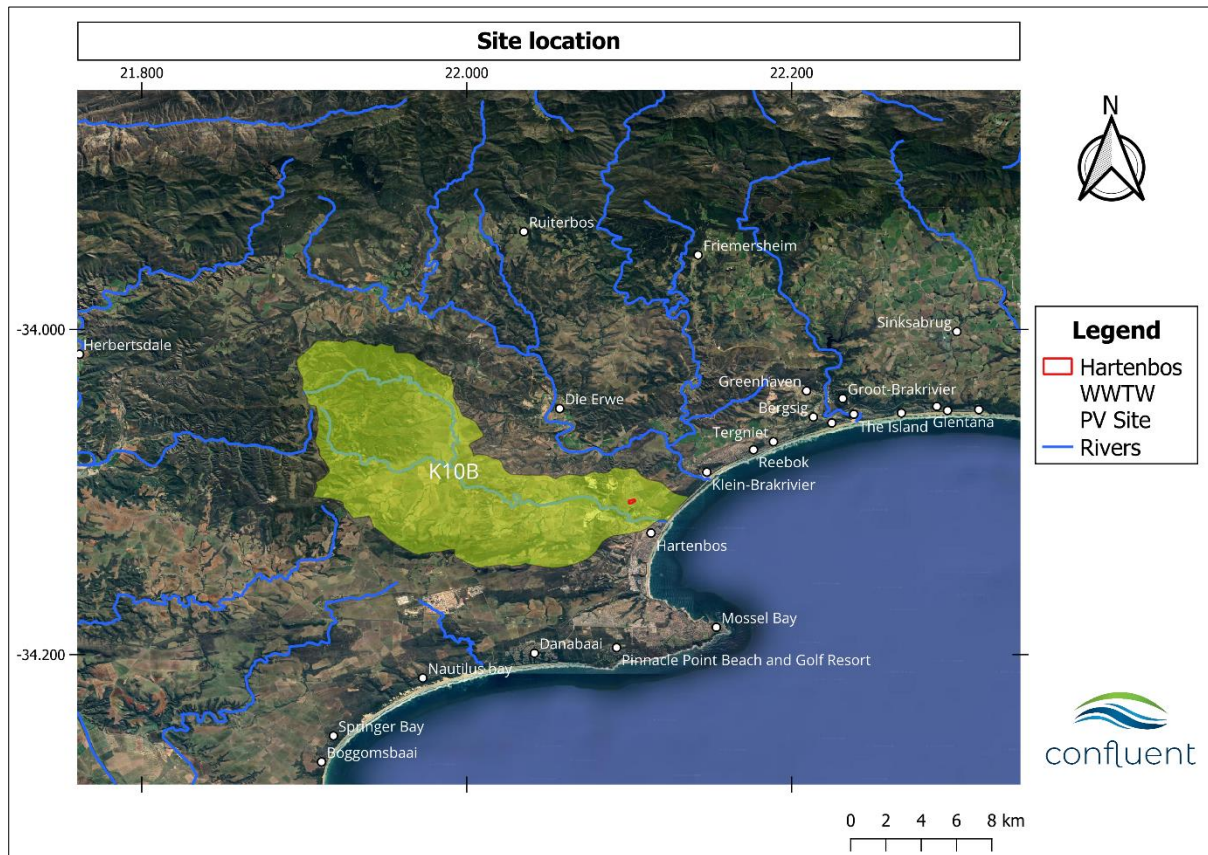 Site location
21.800
22.000
22.200
N
Ruiterbos
Friemersheim
-34.000
Sinksabrug
Herbertsdale
Greenhaven
Groot-Brakrivier
Die Erwe
Bergsig
The Island
Glentana
Tergniet
Reebok
K10B
Klein-Brakrivier
Hartenbos
Mossel Bay
Danabaai
-34.200
Pinnacle Point Beach and Golf Resort
Nautilus bay
Springer Bay
Boggomsbaai
Legend
Hartenbos
WWTW
PV Site
Rivers
confluent
0 2 4 6 8 km